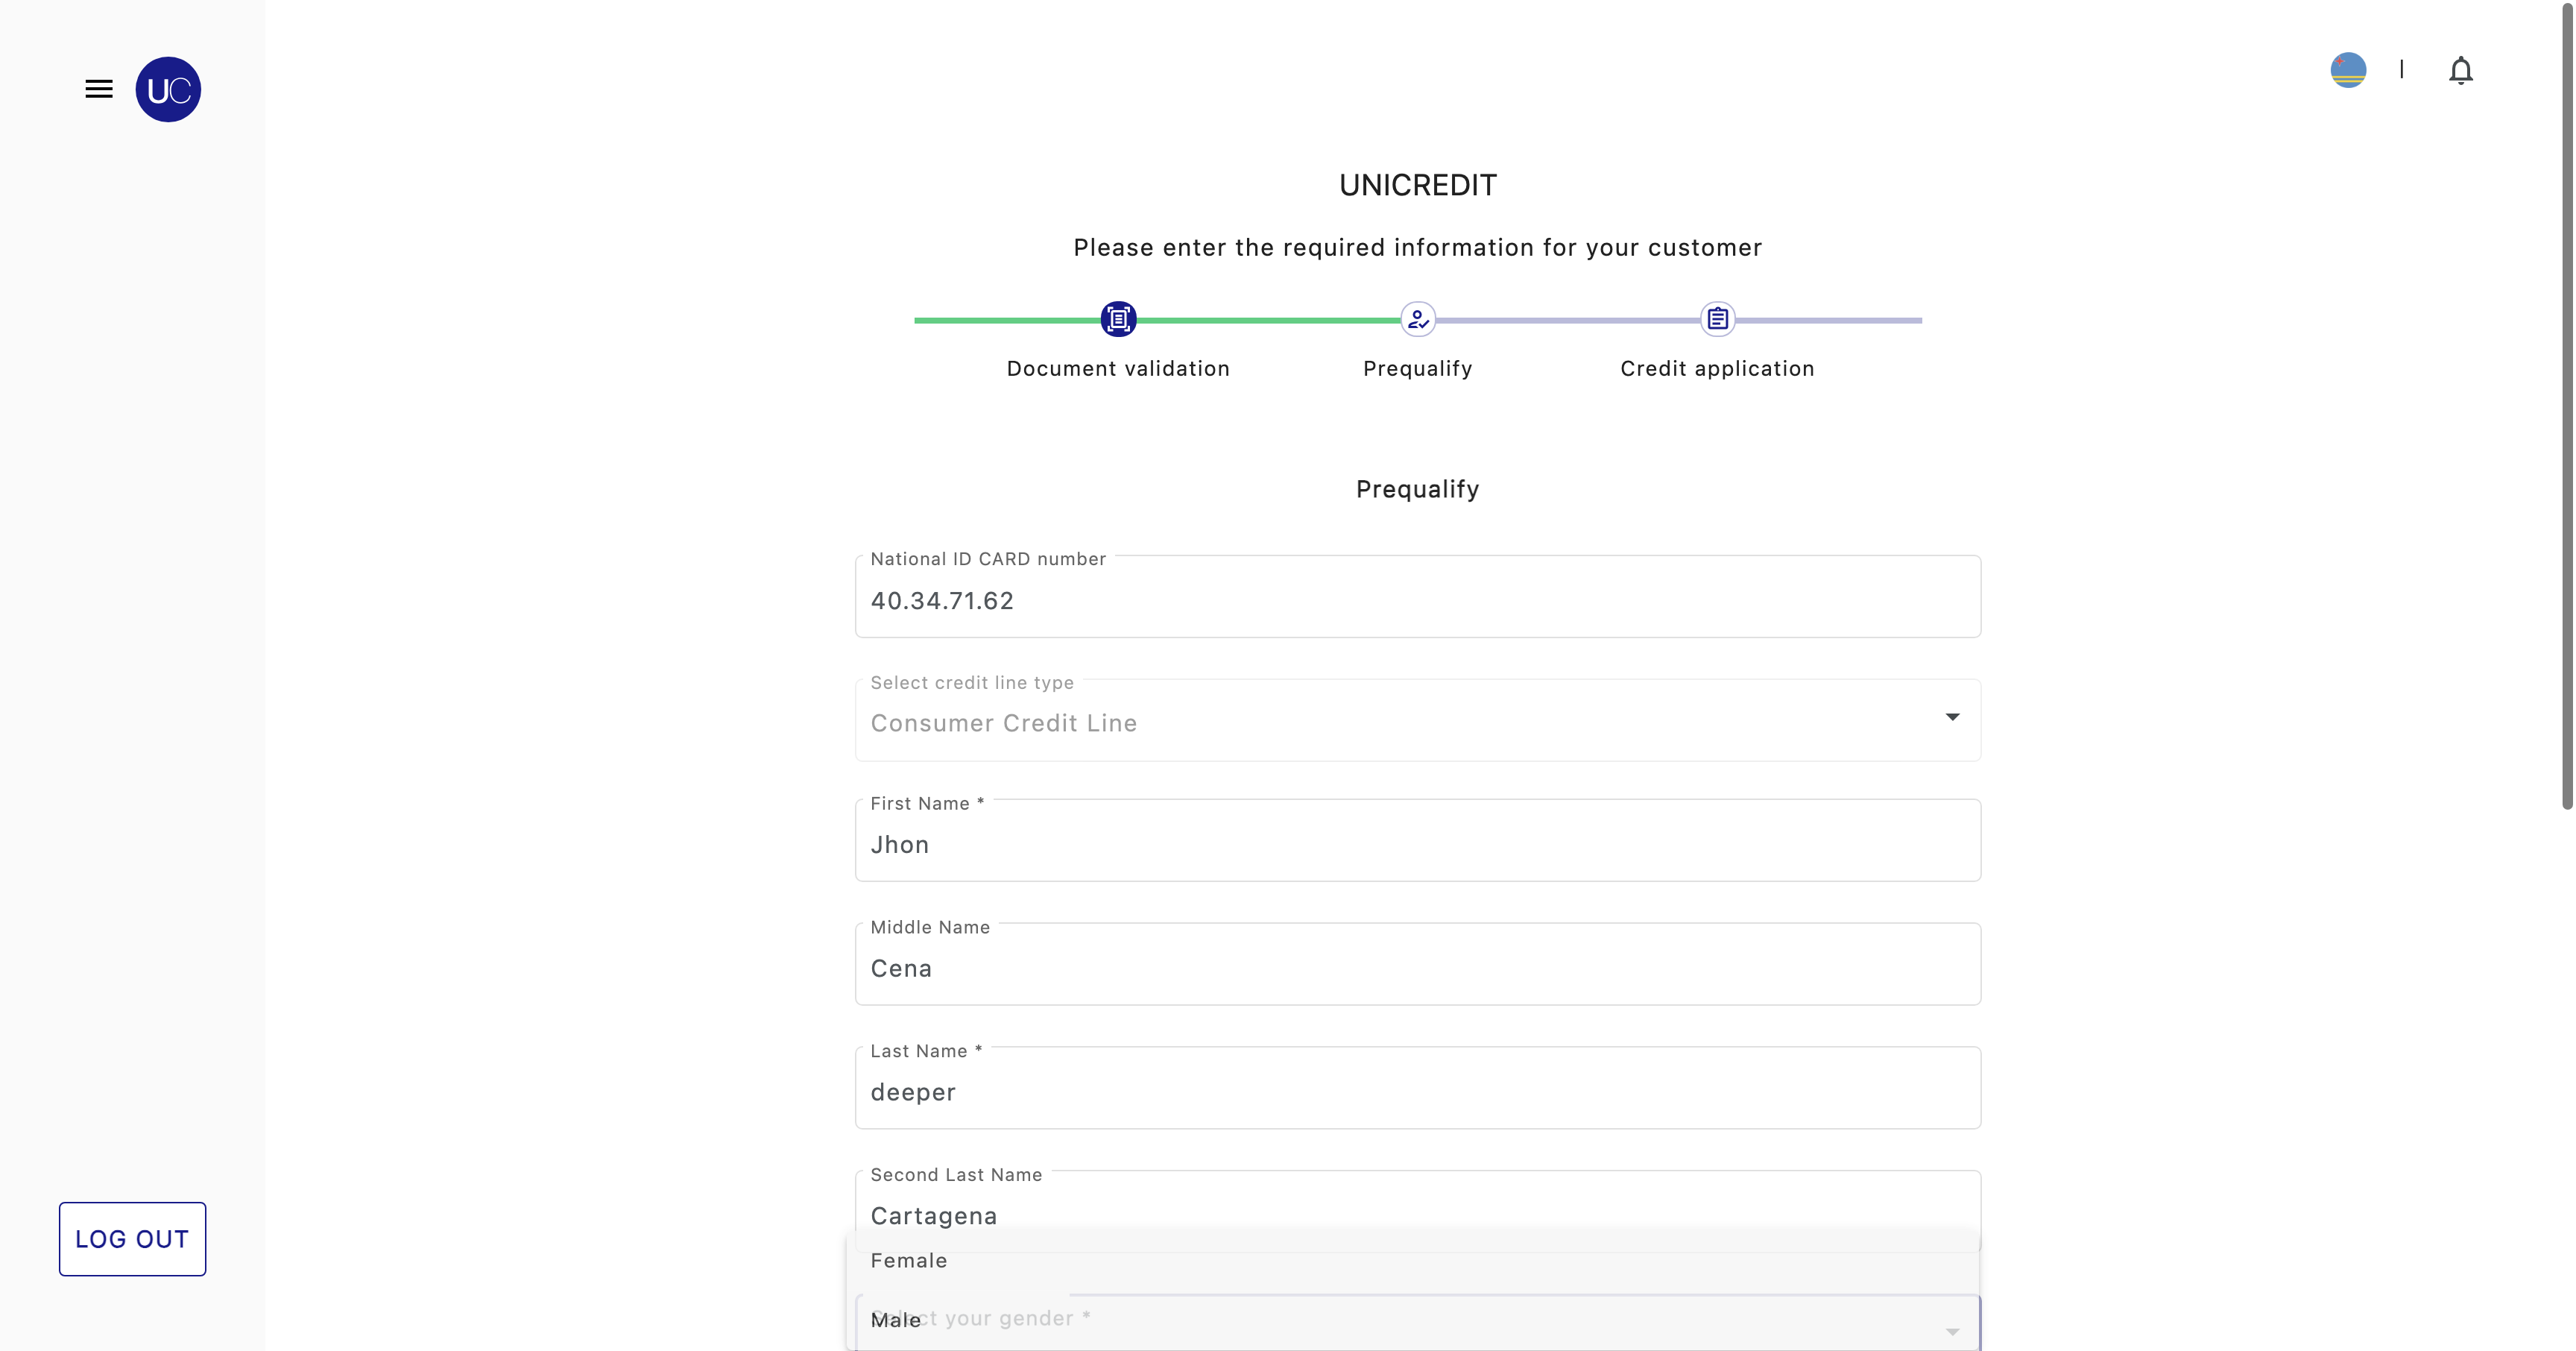 UC
UNICREDIT
Please enter the required information for your customer
Document validation
Prequalify
Credit application
Prequalify
National ID CARD number
40.34.71.62
Select credit line type
Consumer Credit Line
First Name *
Jhon
Middle Name
Cena
Last Name *
deeper
Second Last Name
Cartagena
Female
Select your gender *
Male
LOG OUT